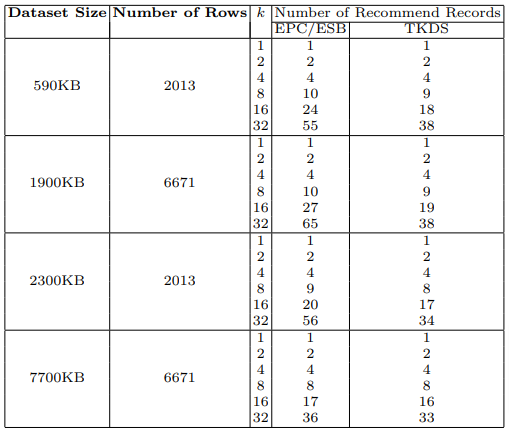 Dataset Size Number of Rows k Number of Recommend Records
EPC/ESB TKDS
590KB 2013
1 1 1
2 2 2
4 4 4
8 10 9
16 24 18
32 55 38
1900KB 6671
1 1 1
2 2 2
4 4 4
8 10 9
16 27 19
32 65 38
2300KB 2013
1 1 1
2 2 2
4 4 4
8 9 8
16 20 17
32 56 34
7700KB 6671
1 1 1
2 2 2
4 4 4
8 8 8
16 17 16
32 36 33